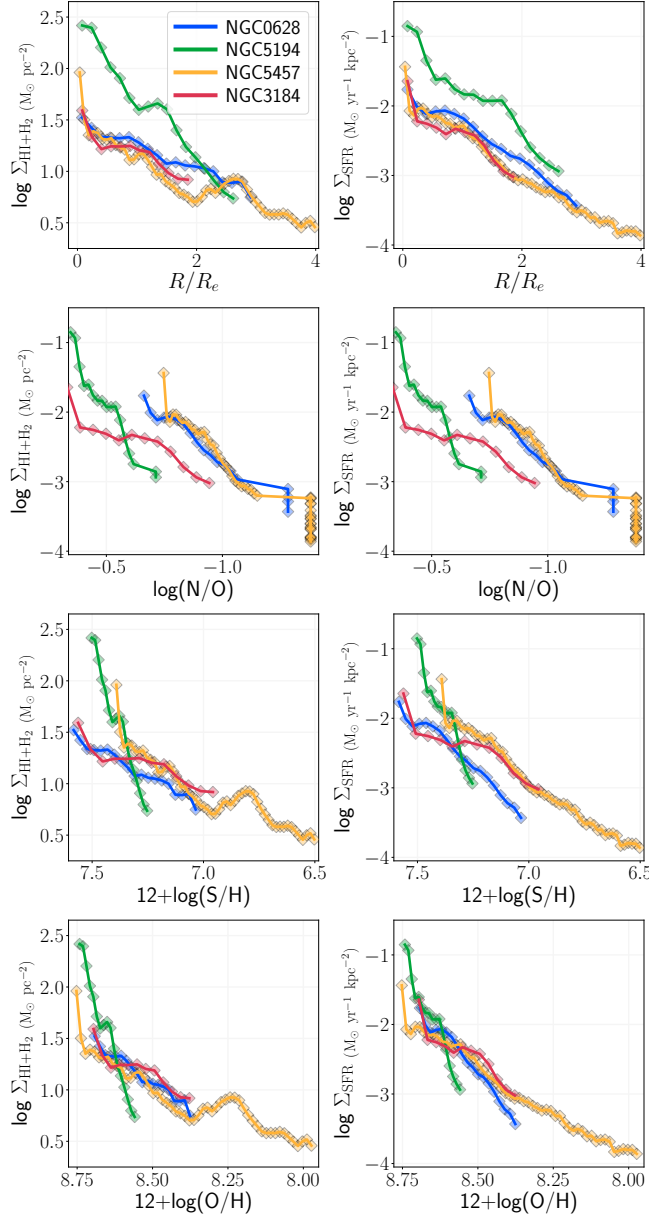 2.5
2.0
1.5
1.0
0.5
log Σ_HI+H₂ (M⊙ pc⁻²)
NGC0628
NGC5194
NGC5457
NGC3184
0 2 4
R/Rₑ
−1
−2
−3
−4
log Σ_SFR (M⊙ yr⁻¹ kpc⁻²)
0 2 4
R/Rₑ
−1
−2
−3
−4
log Σ_HI+H₂ (M⊙ pc⁻²)
−0.5 −1.0
log(N/O)
−1
−2
−3
−4
log Σ_SFR (M⊙ yr⁻¹ kpc⁻²)
−0.5 −1.0
log(N/O)
2.5
2.0
1.5
1.0
0.5
log Σ_HI+H₂ (M⊙ pc⁻²)
7.5 7.0 6.5
12+log(S/H)
−1
−2
−3
−4
log Σ_SFR (M⊙ yr⁻¹ kpc⁻²)
7.5 7.0 6.5
12+log(S/H)
2.5
2.0
1.5
1.0
0.5
log Σ_HI+H₂ (M⊙ pc⁻²)
8.75 8.50 8.25 8.00
12+log(O/H)
−1
−2
−3
−4
log Σ_SFR (M⊙ yr⁻¹ kpc⁻²)
8.75 8.50 8.25 8.00
12+log(O/H)